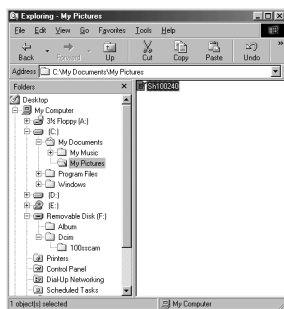 Exploring - My Pictures
File Edit View Go Favorites Tools Help
Back Forward Up Cut Copy Paste Undo »
Address C:\My Documents\My Pictures
Folders ×
Sh100240
Desktop
My Computer
3½ Floppy (A:)
(C:)
My Documents
My Music
My Pictures
Program Files
Windows
(D:)
(E:)
Removable Disk (F:)
Album
Dcim
100sscam
Printers
Control Panel
Dial-Up Networking
Scheduled Tasks
1 object(s) selected My Computer